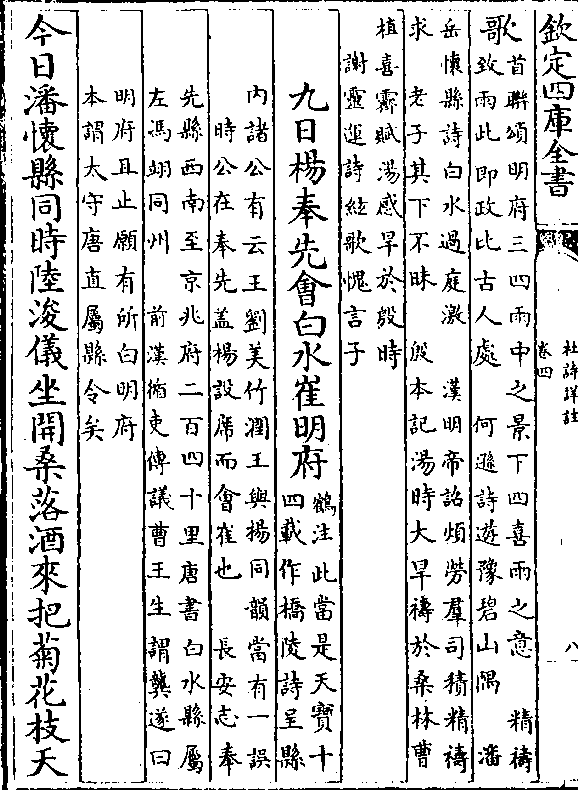 欽定四庫全書
杜詩詳註
卷四
八
歌首聯頌明府三四雨中之景下四喜雨之意　精禱
致雨此即政比古人處　何遜詩遊豫碧山隅　潘
岳懷縣詩白水過庭激　漢明帝詔煩勞羣司積精禱
求　老子其下不昧　殷本記湯時大旱禱於桑林曹
植喜霽賦湯感旱於殷時
謝靈運詩絃歌愧言子
九日楊奉先會白水崔明府
鶴注此當是天寶十
四載作橋陵詩呈縣
内諸公有云王劉美竹潤王與楊同韻當有一誤
時公在奉先蓋楊設席而會崔也　長安志奉
先縣西南至京兆府二百四十里唐書白水縣屬
左馮翊同州　前漢循吏傳議曹王生謂龔遂曰
明府且止願有所白明府
本謂太守唐直屬縣令矣
今日潘懷縣同時陸浚儀坐開桑落酒來把菊花枝天